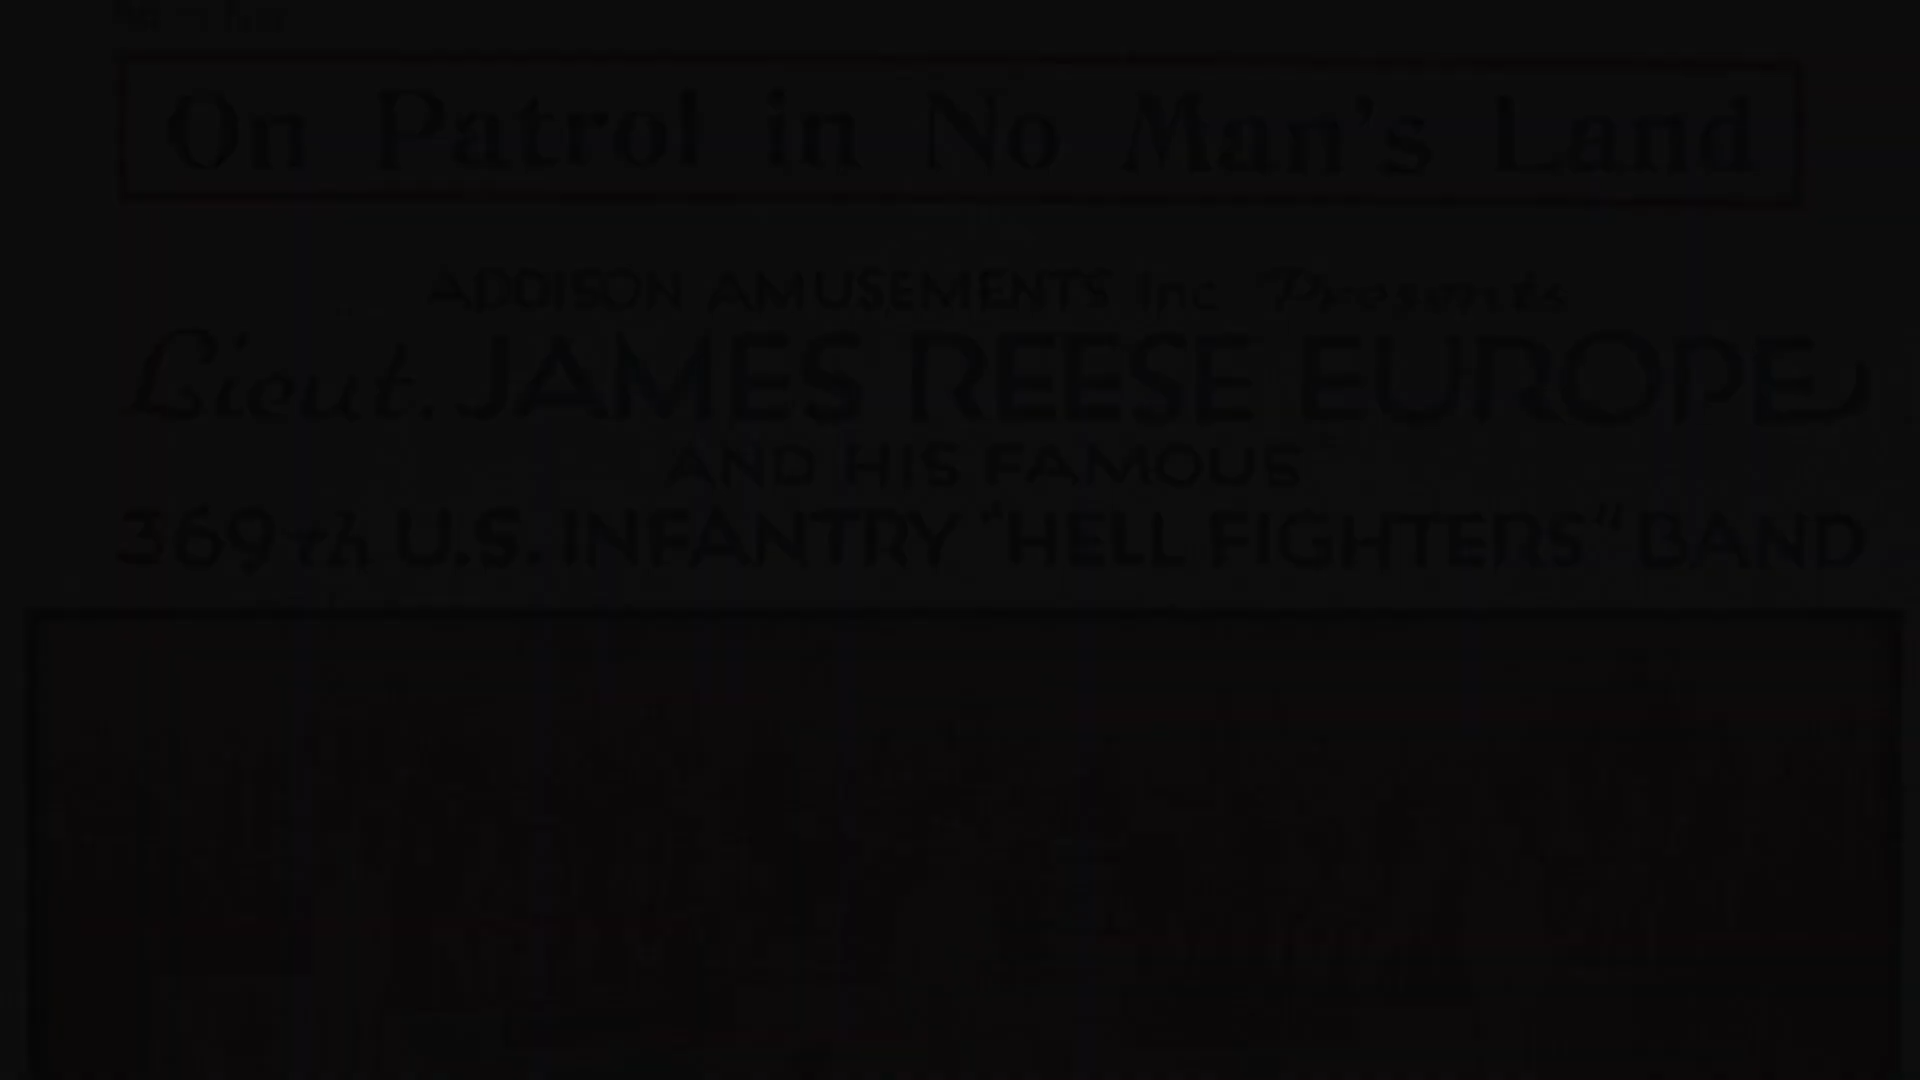 On Patrol in No Man's Land
ADDISON AMUSEMENTS Inc Presents
Lieut. JAMES REESE EUROPE
AND HIS FAMOUS
369th U.S. INFANTRY "HELL FIGHTERS" BAND